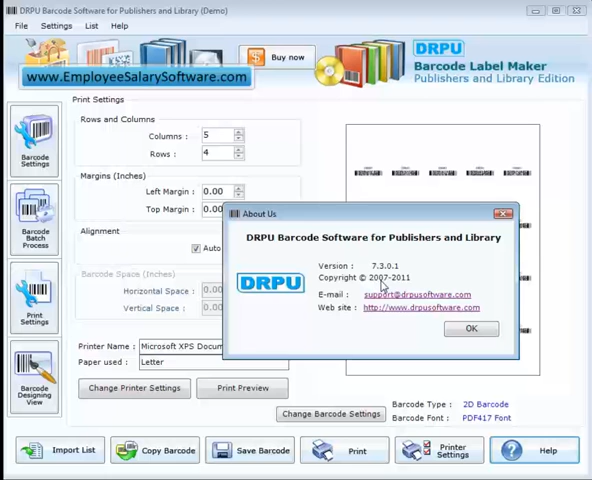 DRPU Barcode Software for Publishers and Library (Demo)
File Settings List Help
www.EmployeeSalarySoftware.com
Buy now
DRPU
Barcode Label Maker
Publishers and Library Edition
Barcode Settings
Barcode Batch Process
Print Settings
Barcode Designing View
Print Settings
Rows and Columns
Columns : 5
Rows : 4
Margins (Inches)
Left Margin : 0.00
Top Margin : 0.00
Alignment
Auto
Barcode Space (Inches)
Horizontal Space : 0.00
Vertical Space : 0.00
Printer Name : Microsoft XPS Docum
Paper used : Letter
Change Printer Settings
Print Preview
Change Barcode Settings
Barcode Type : 2D Barcode
Barcode Font : PDF417 Font
About Us
DRPU Barcode Software for Publishers and Library
DRPU
Version : 7.3.0.1
Copyright © 2007-2011
E-mail : support@drpusoftware.com
Web site : http://www.drpusoftware.com
OK
Import List
Copy Barcode
Save Barcode
Print
Printer Settings
Help